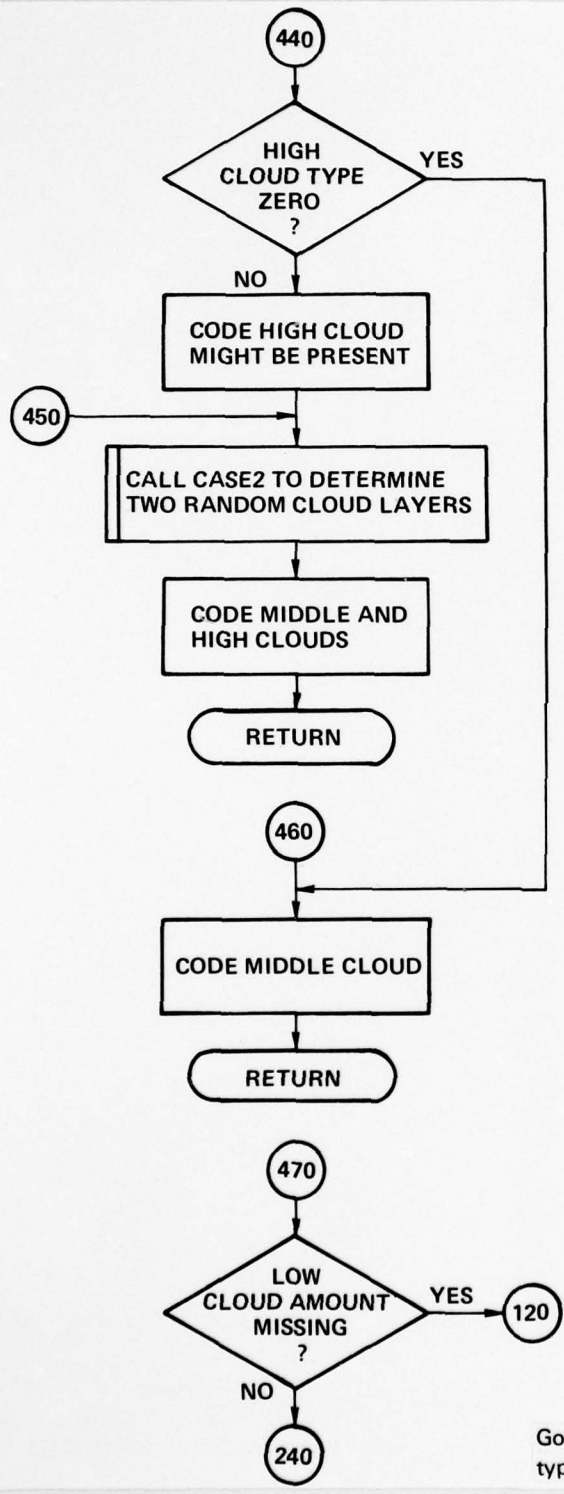 440
HIGH
CLOUD TYPE
ZERO
?
YES
NO
CODE HIGH CLOUD
MIGHT BE PRESENT
450
CALL CASE2 TO DETERMINE
TWO RANDOM CLOUD LAYERS
CODE MIDDLE AND
HIGH CLOUDS
RETURN
460
CODE MIDDLE CLOUD
RETURN
470
LOW
CLOUD AMOUNT
MISSING
?
YES
120
NO
240
Go
typ